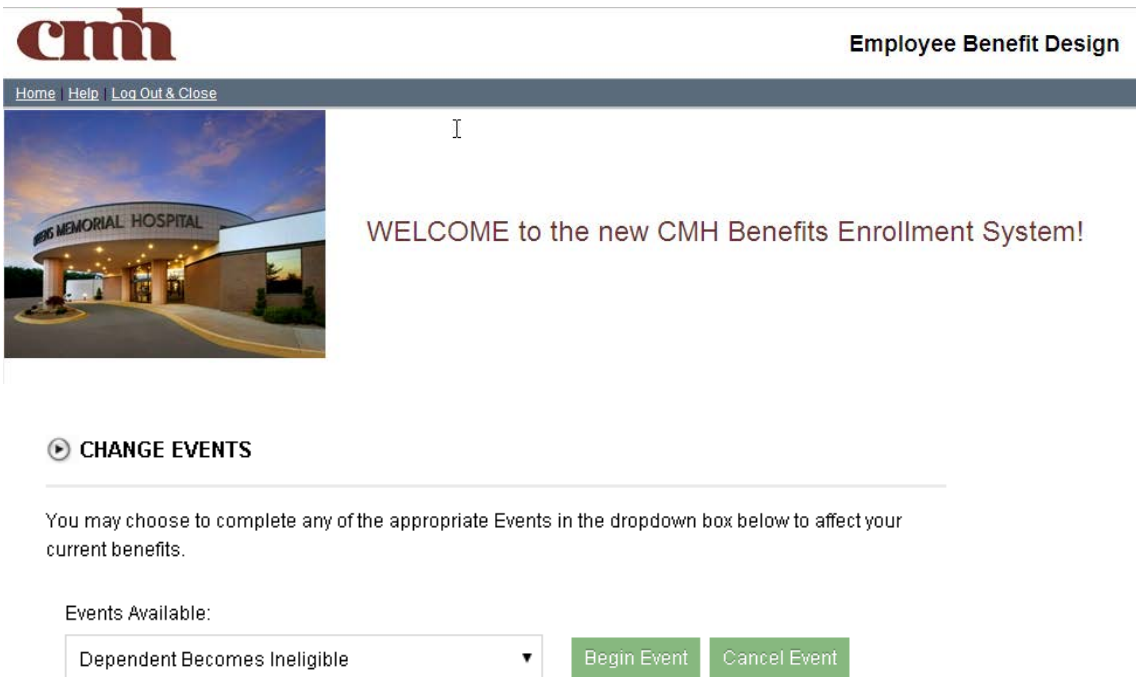 cmh
Employee Benefit Design
Home | Help | Log Out & Close
MEMORIAL HOSPITAL
WELCOME to the new CMH Benefits Enrollment System!
CHANGE EVENTS
You may choose to complete any of the appropriate Events in the dropdown box below to affect your
current benefits.
Events Available:
Dependent Becomes Ineligible
Begin Event
Cancel Event